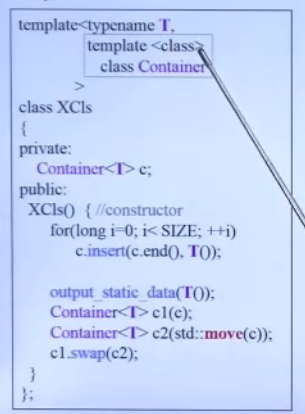 template<typename T,
template <class>
class Container
>
class XCls
{
private:
Container<T> c;
public:
XCls() { //constructor
for(long i=0; i< SIZE; ++i)
c.insert(c.end(), T());
output_static_data(T());
Container<T> c1(c);
Container<T> c2(std::move(c));
c1.swap(c2);
}
};